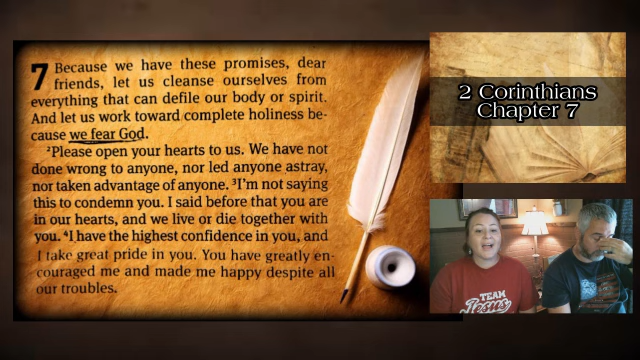 7 Because we have these promises, dear
friends, let us cleanse ourselves from
everything that can defile our body or spirit.
And let us work toward complete holiness be-
cause we fear God.
²Please open your hearts to us. We have not
done wrong to anyone, nor led anyone astray,
nor taken advantage of anyone. ³I'm not saying
this to condemn you. I said before that you are
in our hearts, and we live or die together with
you. ⁴I have the highest confidence in you, and
I take great pride in you. You have greatly en-
couraged me and made me happy despite all
our troubles.
2 Corinthians
Chapter 7
TEAM
Jesus